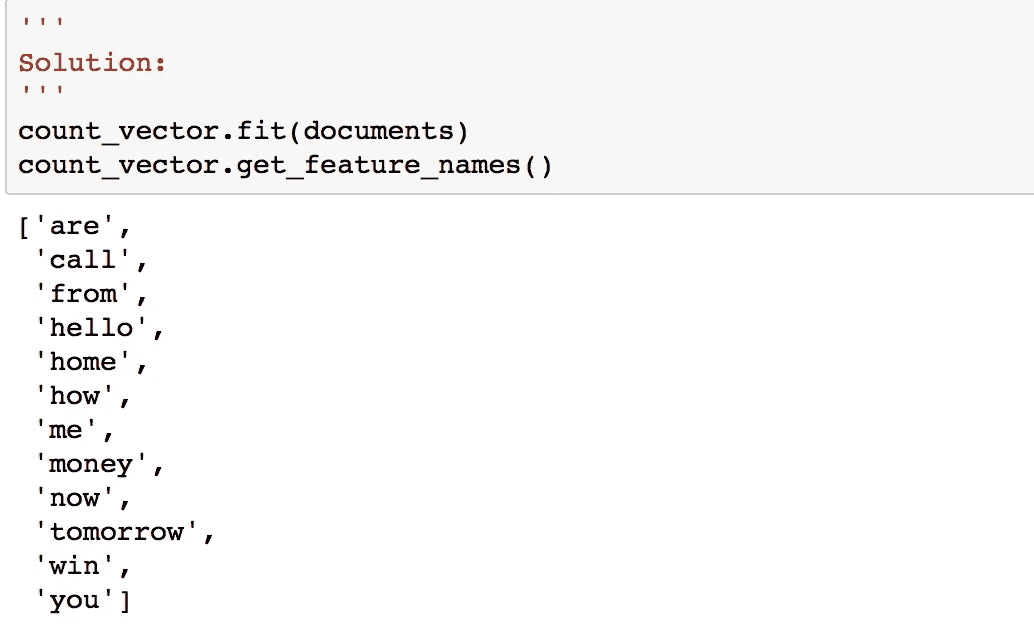 '''
Solution:
'''
count_vector.fit(documents)
count_vector.get_feature_names()
['are',
'call',
'from',
'hello',
'home',
'how',
'me',
'money',
'now',
'tomorrow',
'win',
'you']